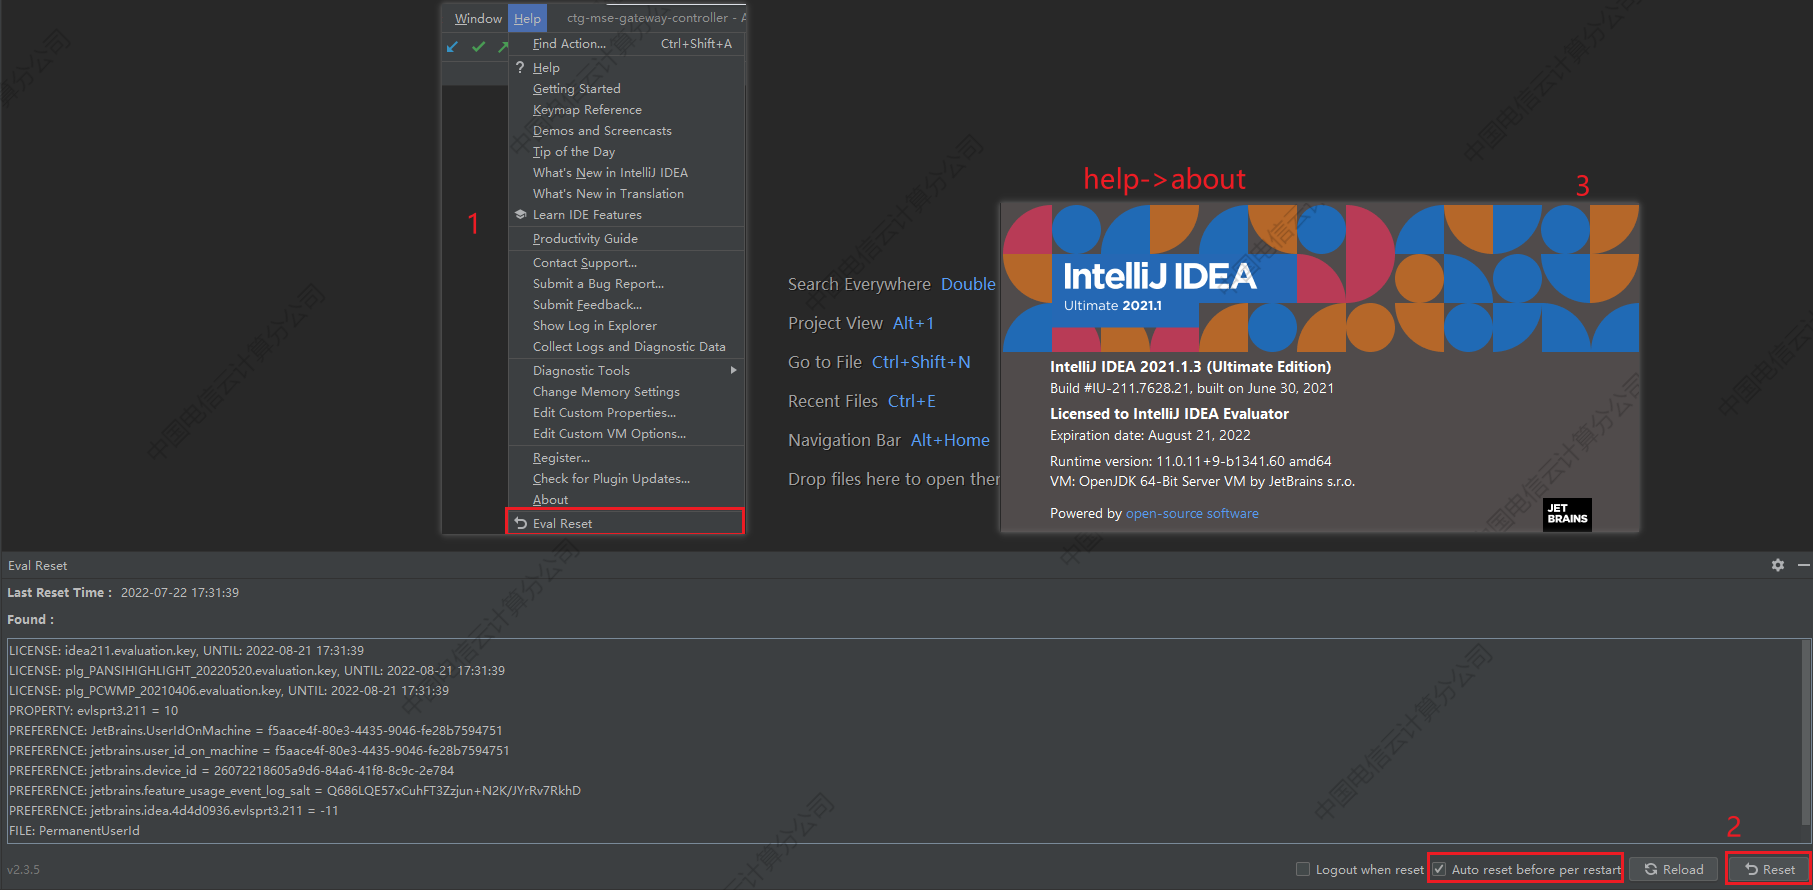 Window Help ctg-mse-gateway-controller - A
Find Action... Ctrl+Shift+A
? Help
Getting Started
Keymap Reference
Demos and Screencasts
Tip of the Day
What's New in IntelliJ IDEA
What's New in Translation
Learn IDE Features
Productivity Guide
Contact Support...
Submit a Bug Report...
Submit Feedback...
Show Log in Explorer
Collect Logs and Diagnostic Data
Diagnostic Tools
Change Memory Settings
Edit Custom Properties...
Edit Custom VM Options...
Register...
Check for Plugin Updates...
About
Eval Reset
1
Search Everywhere Double
Project View Alt+1
Go to File Ctrl+Shift+N
Recent Files Ctrl+E
Navigation Bar Alt+Home
Drop files here to open ther
help->about
3
IntelliJ IDEA
Ultimate 2021.1
IntelliJ IDEA 2021.1.3 (Ultimate Edition)
Build #IU-211.7628.21, built on June 30, 2021
Licensed to IntelliJ IDEA Evaluator
Expiration date: August 21, 2022
Runtime version: 11.0.11+9-b1341.60 amd64
VM: OpenJDK 64-Bit Server VM by JetBrains s.r.o.
Powered by open-source software
JET
BRAINS
Eval Reset
Last Reset Time : 2022-07-22 17:31:39
Found :
LICENSE: idea211.evaluation.key, UNTIL: 2022-08-21 17:31:39
LICENSE: plg_PANSIHIGHLIGHT_20220520.evaluation.key, UNTIL: 2022-08-21 17:31:39
LICENSE: plg_PCWMP_20210406.evaluation.key, UNTIL: 2022-08-21 17:31:39
PROPERTY: evlsprt3.211 = 10
PREFERENCE: JetBrains.UserIdOnMachine = f5aace4f-80e3-4435-9046-fe28b7594751
PREFERENCE: jetbrains.user_id_on_machine = f5aace4f-80e3-4435-9046-fe28b7594751
PREFERENCE: jetbrains.device_id = 26072218605a9d6-84a6-41f8-8c9c-2e784
PREFERENCE: jetbrains.feature_usage_event_log_salt = Q686LQE57xCuhFT3Zzjun+N2K/JYrRv7RkhD
PREFERENCE: jetbrains.idea.4d4d0936.evlsprt3.211 = -11
FILE: PermanentUserId
2
v2.3.5
Logout when reset
Auto reset before per restart
Reload
Reset
中国电信云计算分公司